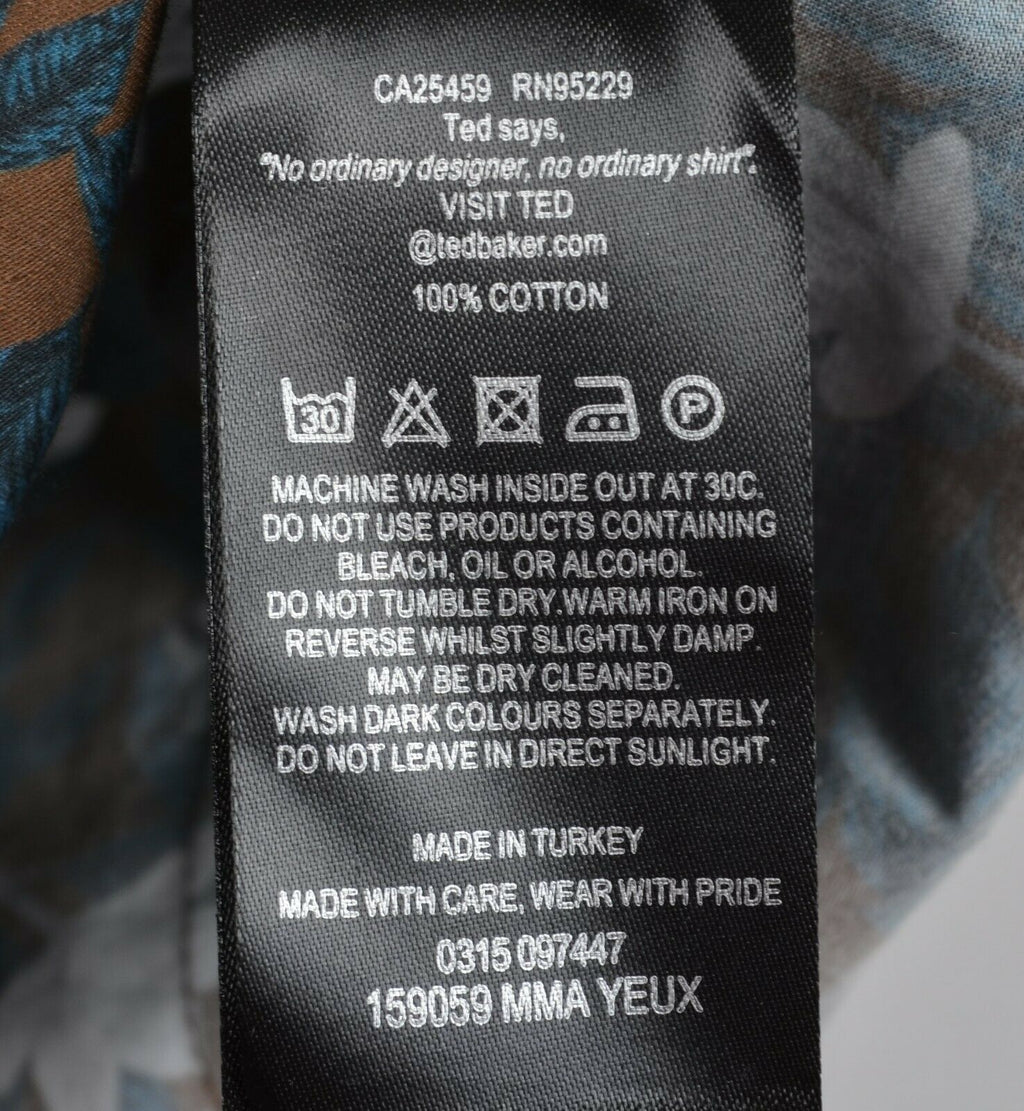 CA25459 RN95229
Ted says,
"No ordinary designer, no ordinary shirt".
VISIT TED
@tedbaker.com
100% COTTON
30 P
MACHINE WASH INSIDE OUT AT 30C.
DO NOT USE PRODUCTS CONTAINING
BLEACH, OIL OR ALCOHOL.
DO NOT TUMBLE DRY.WARM IRON ON
REVERSE WHILST SLIGHTLY DAMP.
MAY BE DRY CLEANED.
WASH DARK COLOURS SEPARATELY.
DO NOT LEAVE IN DIRECT SUNLIGHT.
MADE IN TURKEY
MADE WITH CARE, WEAR WITH PRIDE
0315 097447
159059 MMA YEUX